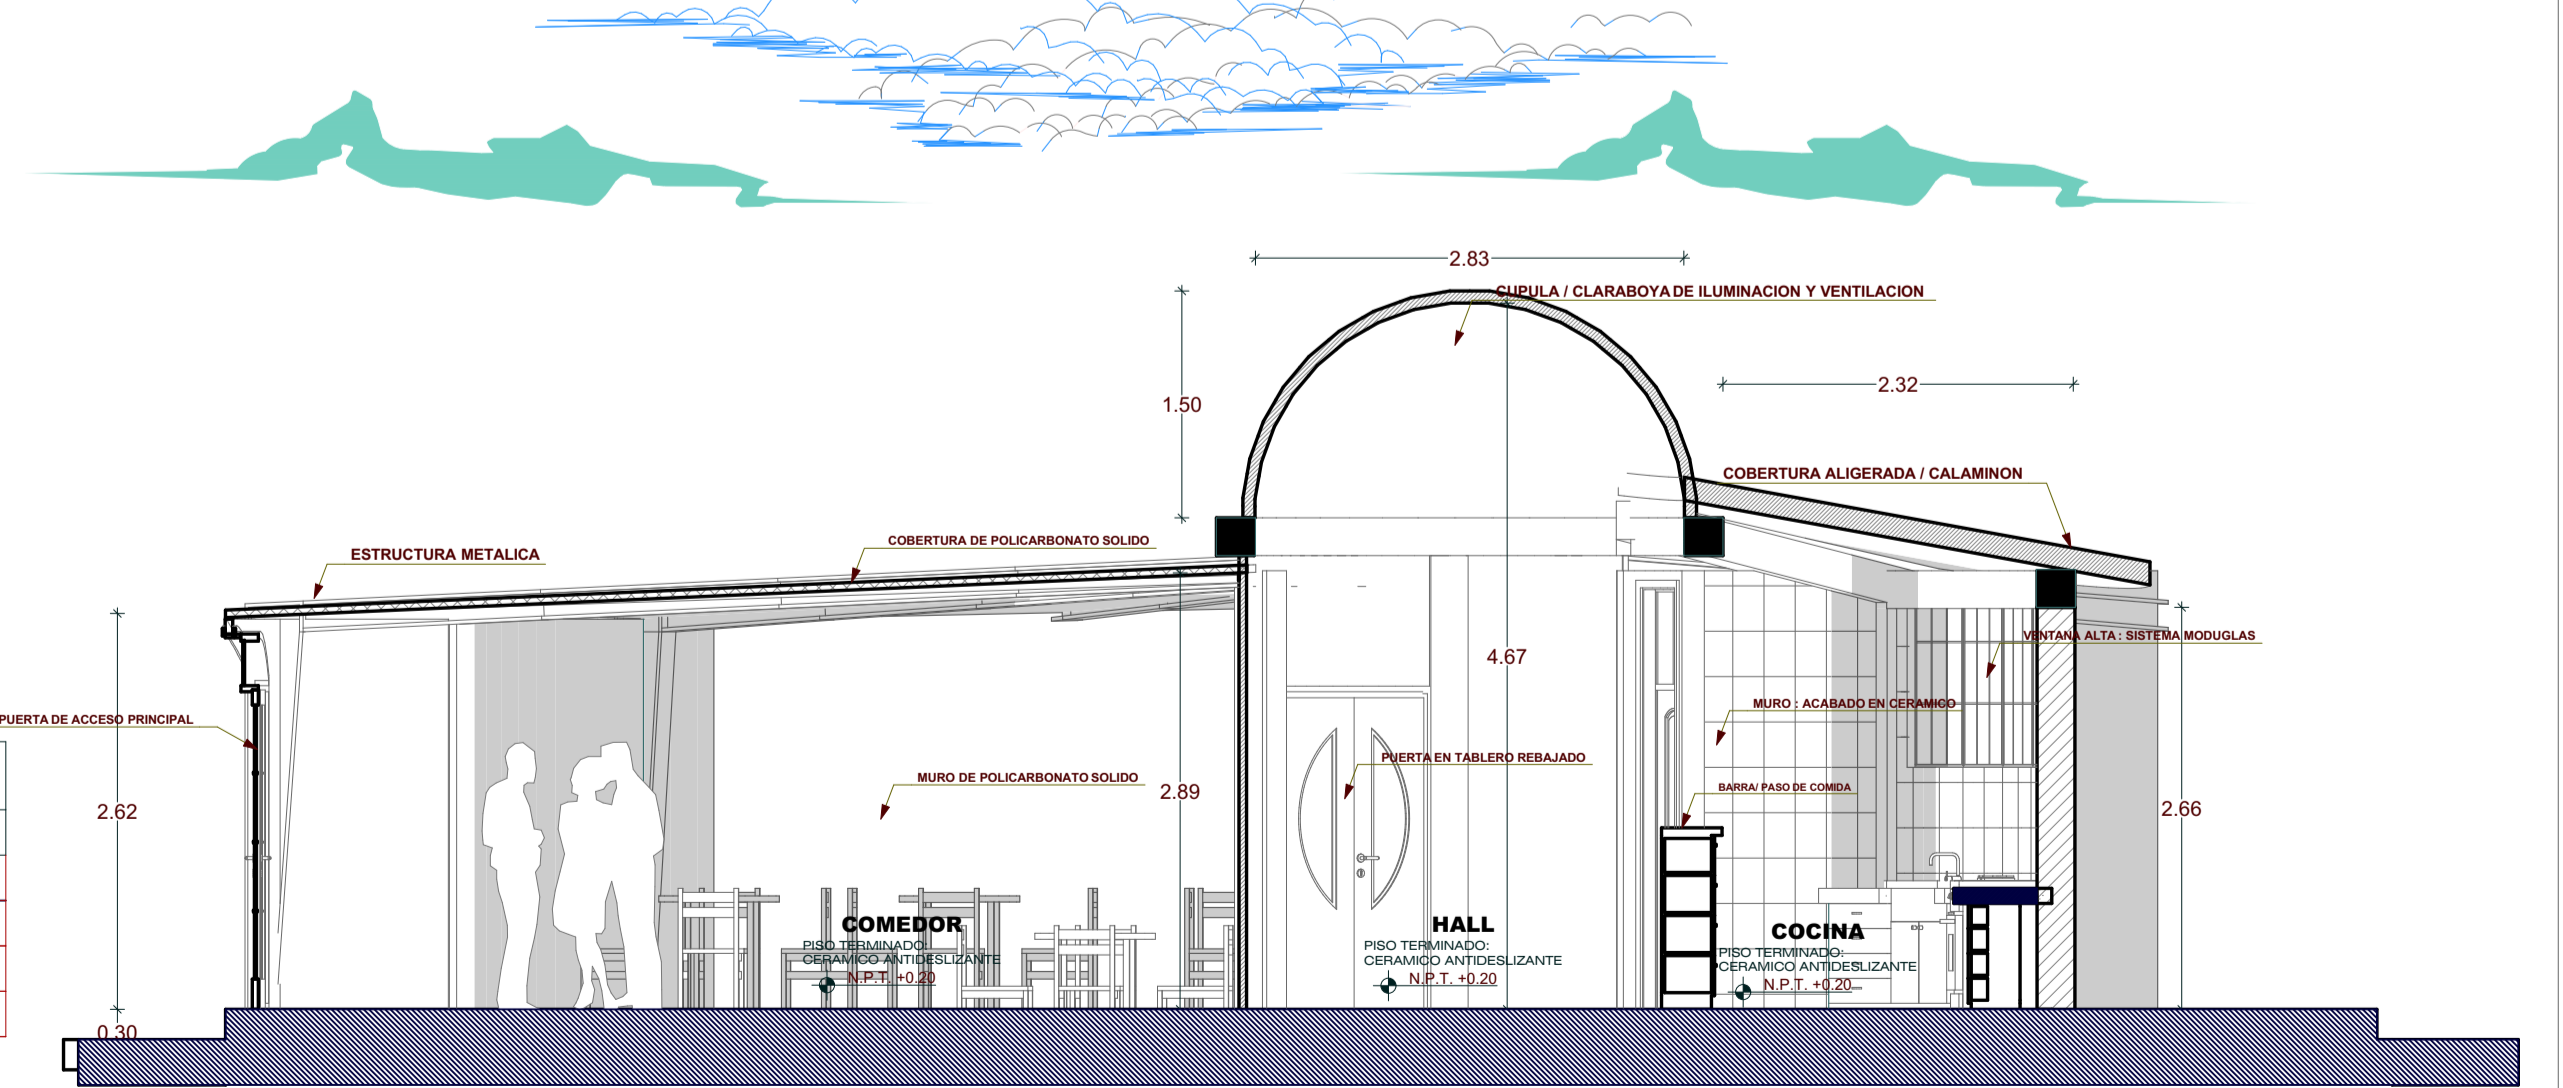 2.83
CUPULA / CLARABOYA DE ILUMINACION Y VENTILACION
2.32
1.50
COBERTURA ALIGERADA / CALAMINON
COBERTURA DE POLICARBONATO SOLIDO
ESTRUCTURA METALICA
VENTANA ALTA : SISTEMA MODUGLAS
4.67
MURO : ACABADO EN CERAMICO
PUERTA DE ACCESO PRINCIPAL
PUERTA EN TABLERO REBAJADO
MURO DE POLICARBONATO SOLIDO
BARRA/ PASO DE COMIDA
2.89
2.62
2.66
COMEDOR
PISO TERMINADO:
CERAMICO ANTIDESLIZANTE
N.P.T. +0.20
HALL
PISO TERMINADO:
CERAMICO ANTIDESLIZANTE
N.P.T. +0.20
COCINA
PISO TERMINADO:
CERAMICO ANTIDESLIZANTE
N.P.T. +0.20
0.30